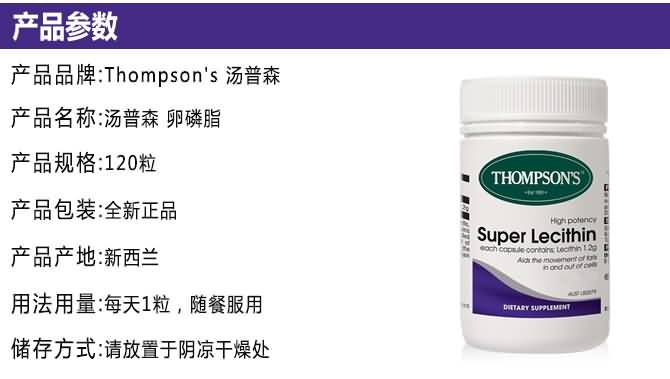 产品参数
产品品牌:Thompson's 汤普森
产品名称:汤普森 卵磷脂
产品规格:120粒
产品包装:全新正品
产品产地:新西兰
用法用量:每天1粒，随餐服用
储存方式:请放置于阴凉干燥处
THOMPSON'S
High potency
Super Lecithin
each capsule contains: Lecithin 1.2g
Aids the movement of fats
in and out of cells
DIETARY SUPPLEMENT